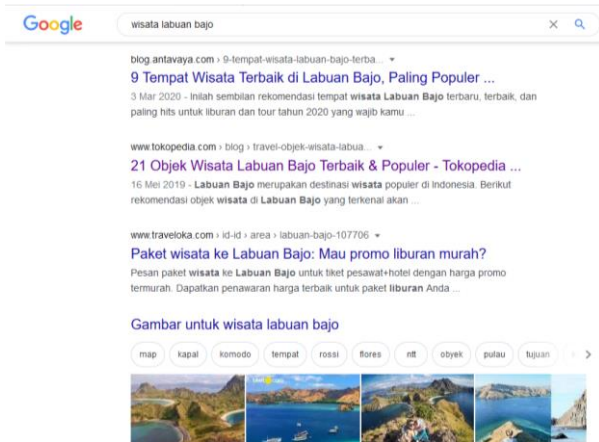 Google
wisata labuan bajo
blog.antavaya.com › 9-tempat-wisata-labuan-bajo-terba...
9 Tempat Wisata Terbaik di Labuan Bajo, Paling Populer ...
3 Mar 2020 - Inilah sembilan rekomendasi tempat wisata Labuan Bajo terbaru, terbaik, dan
paling hits untuk liburan dan tour tahun 2020 yang wajib kamu ...
www.tokopedia.com › blog › travel-objek-wisata-labua...
21 Objek Wisata Labuan Bajo Terbaik & Populer - Tokopedia ...
16 Mei 2019 - Labuan Bajo merupakan destinasi wisata populer di Indonesia. Berikut
rekomendasi objek wisata di Labuan Bajo yang terkenal akan ...
www.traveloka.com › id-id › area › labuan-bajo-107706
Paket wisata ke Labuan Bajo: Mau promo liburan murah?
Pesan paket wisata ke Labuan Bajo untuk tiket pesawat+hotel dengan harga promo
termurah. Dapatkan penawaran harga terbaik untuk paket liburan Anda ...
Gambar untuk wisata labuan bajo
map kapal komodo tempat rossi flores ntt obyek pulau tujuan